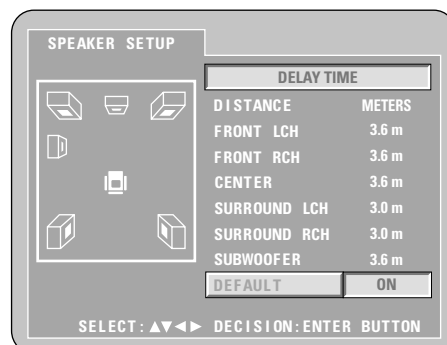 SPEAKER SETUP
DELAY TIME
DISTANCE METERS
FRONT LCH 3.6 m
FRONT RCH 3.6 m
CENTER 3.6 m
SURROUND LCH 3.0 m
SURROUND RCH 3.0 m
SUBWOOFER 3.6 m
DEFAULT ON
SELECT:▲▼◀▶ DECISION:ENTER BUTTON